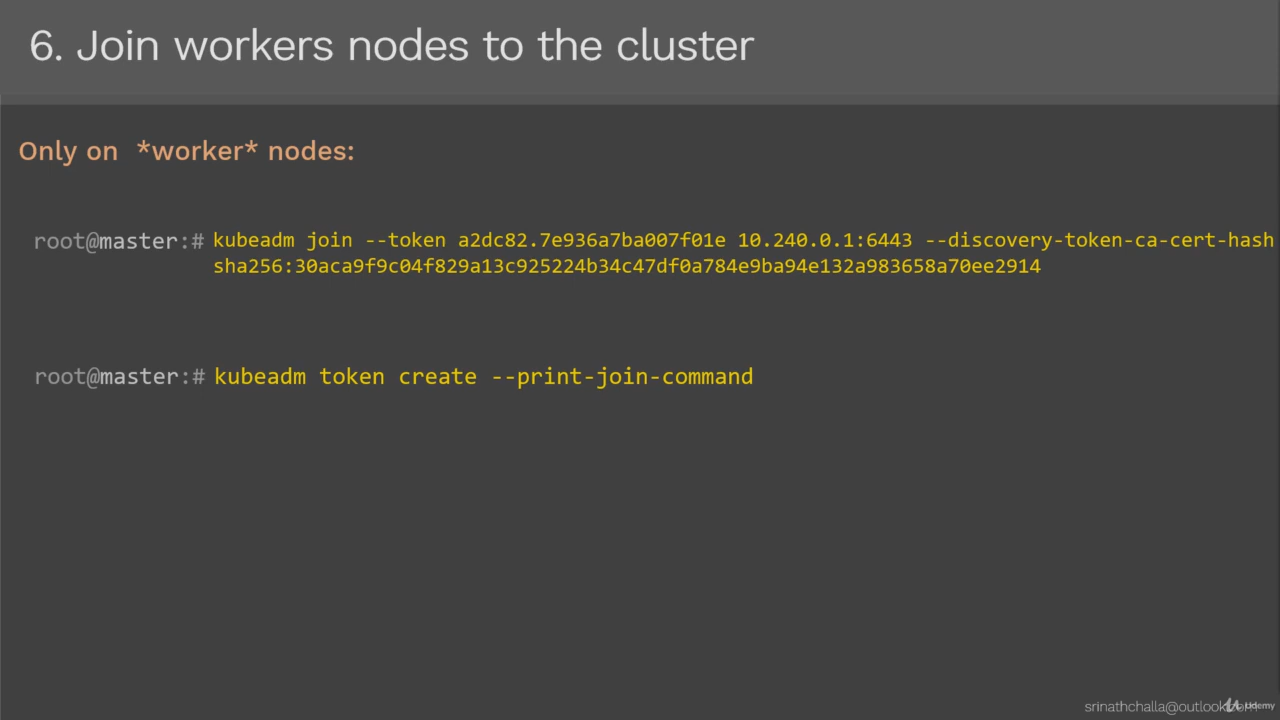 6. Join workers nodes to the cluster
Only on *worker* nodes:
root@master:# kubeadm join --token a2dc82.7e936a7ba007f01e 10.240.0.1:6443 --discovery-token-ca-cert-hash
sha256:30aca9f9c04f829a13c925224b34c47df0a784e9ba94e132a983658a70ee2914
root@master:# kubeadm token create --print-join-command
srinathchalla@outlook.com
Udemy